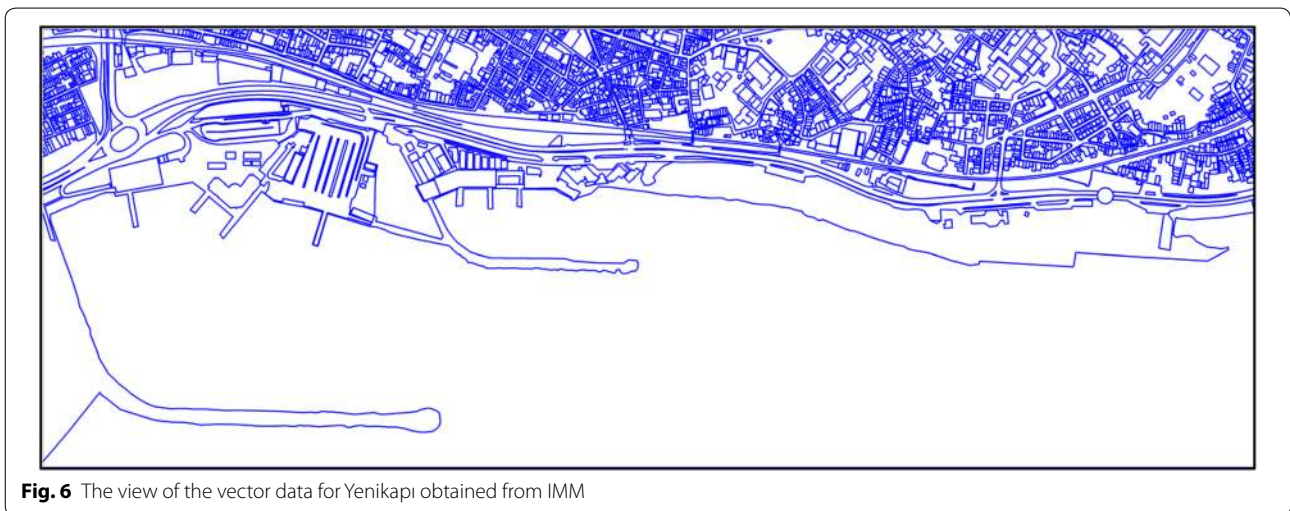 Fig. 6 The view of the vector data for Yenikapı obtained from IMM